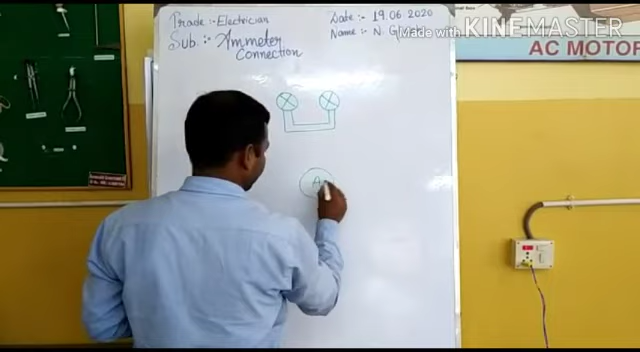 Trade :- Electrician
Date :- 19.06.2020
Sub. :- Ammeter
Connection
Name :- N.
Made with KINEMASTER
AC MOTOR
A